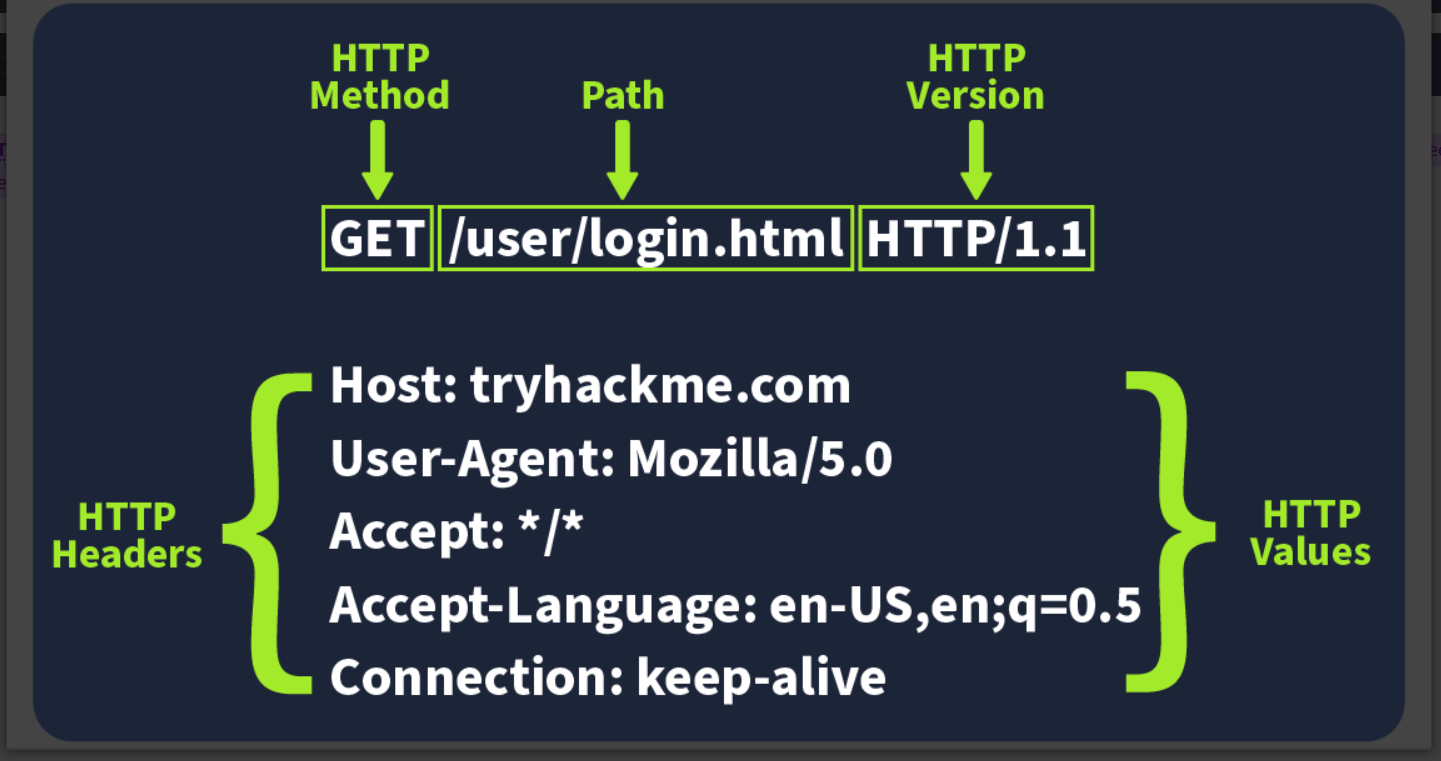 HTTP
Method
Path
HTTP
Version
GET /user/login.html HTTP/1.1
Host: tryhackme.com
User-Agent: Mozilla/5.0
Accept: */*
Accept-Language: en-US,en;q=0.5
Connection: keep-alive
HTTP
Headers
HTTP
Values